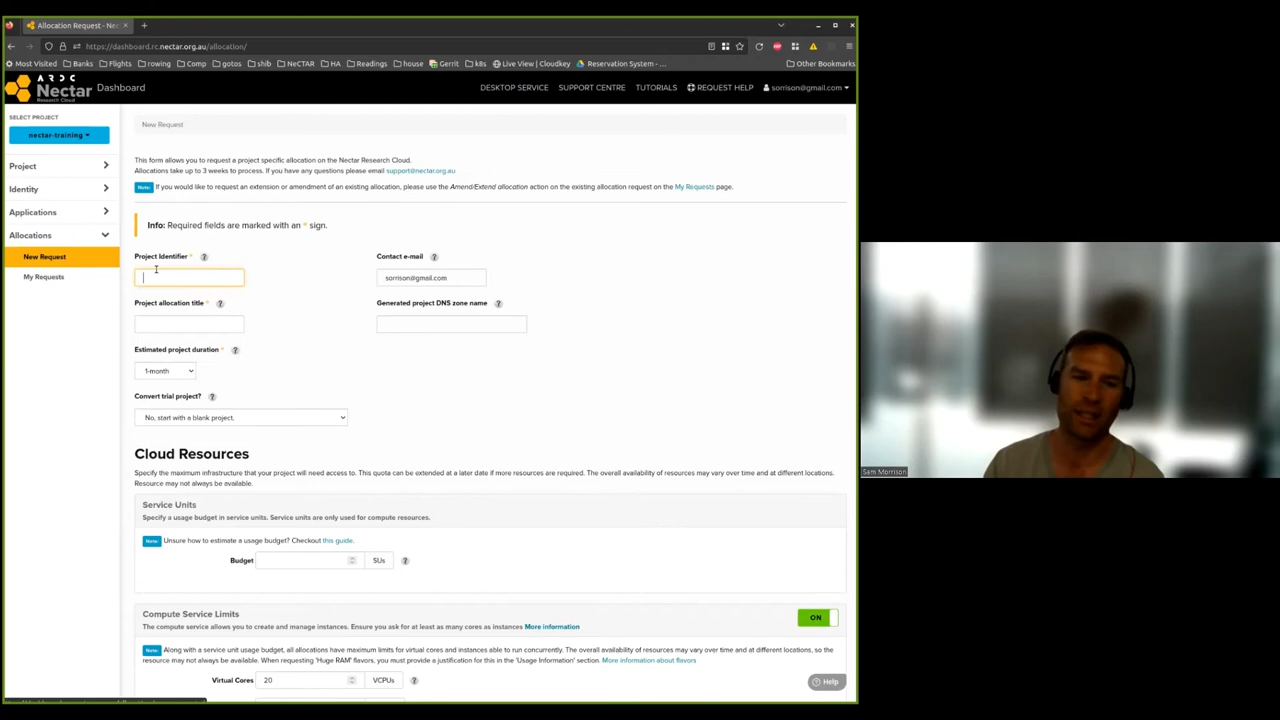 Allocation Request - Nec
https://dashboard.rc.nectar.org.au/allocation/
Most Visited Banks Flights rowing Comp gotos shib NeCTAR HA Readings house Gerrit k8s Live View | Cloudkey Reservation System - ... Other Bookmarks
ARDC
Nectar Dashboard
Research Cloud
DESKTOP SERVICE SUPPORT CENTRE TUTORIALS REQUEST HELP sorrison@gmail.com
SELECT PROJECT
nectar-training
Project
Identity
Applications
Allocations
New Request
My Requests
New Request
This form allows you to request a project specific allocation on the Nectar Research Cloud.
Allocations take up to 3 weeks to process. If you have any questions please email support@nectar.org.au
Note: If you would like to request an extension or amendment of an existing allocation, please use the Amend/Extend allocation action on the existing allocation request on the My Requests page.
Info: Required fields are marked with an * sign.
Project Identifier * ?
Contact e-mail ?
sorrison@gmail.com
Project allocation title * ?
Generated project DNS zone name ?
Estimated project duration * ?
1-month
Convert trial project? ?
No, start with a blank project.
Cloud Resources
Specify the maximum infrastructure that your project will need access to. This quota can be extended at a later date if more resources are required. The overall availability of resources may vary over time and at different locations.
Resource may not always be available.
Service Units
Specify a usage budget in service units. Service units are only used for compute resources.
Note: Unsure how to estimate a usage budget? Checkout this guide.
Budget SUs ?
Compute Service Limits
ON
The compute service allows you to create and manage instances. Ensure you ask for at least as many cores as instances More information
Note: Along with a service unit usage budget, all allocations have maximum limits for virtual cores and instances able to run concurrently. The overall availability of resources may vary over time and at different locations, so the
resource may not always be available. When requesting 'Huge RAM' flavors, you must provide a justification for this in the 'Usage Information' section. More information about flavors
Virtual Cores 20 VCPUs ?
Help
Sam Morrison